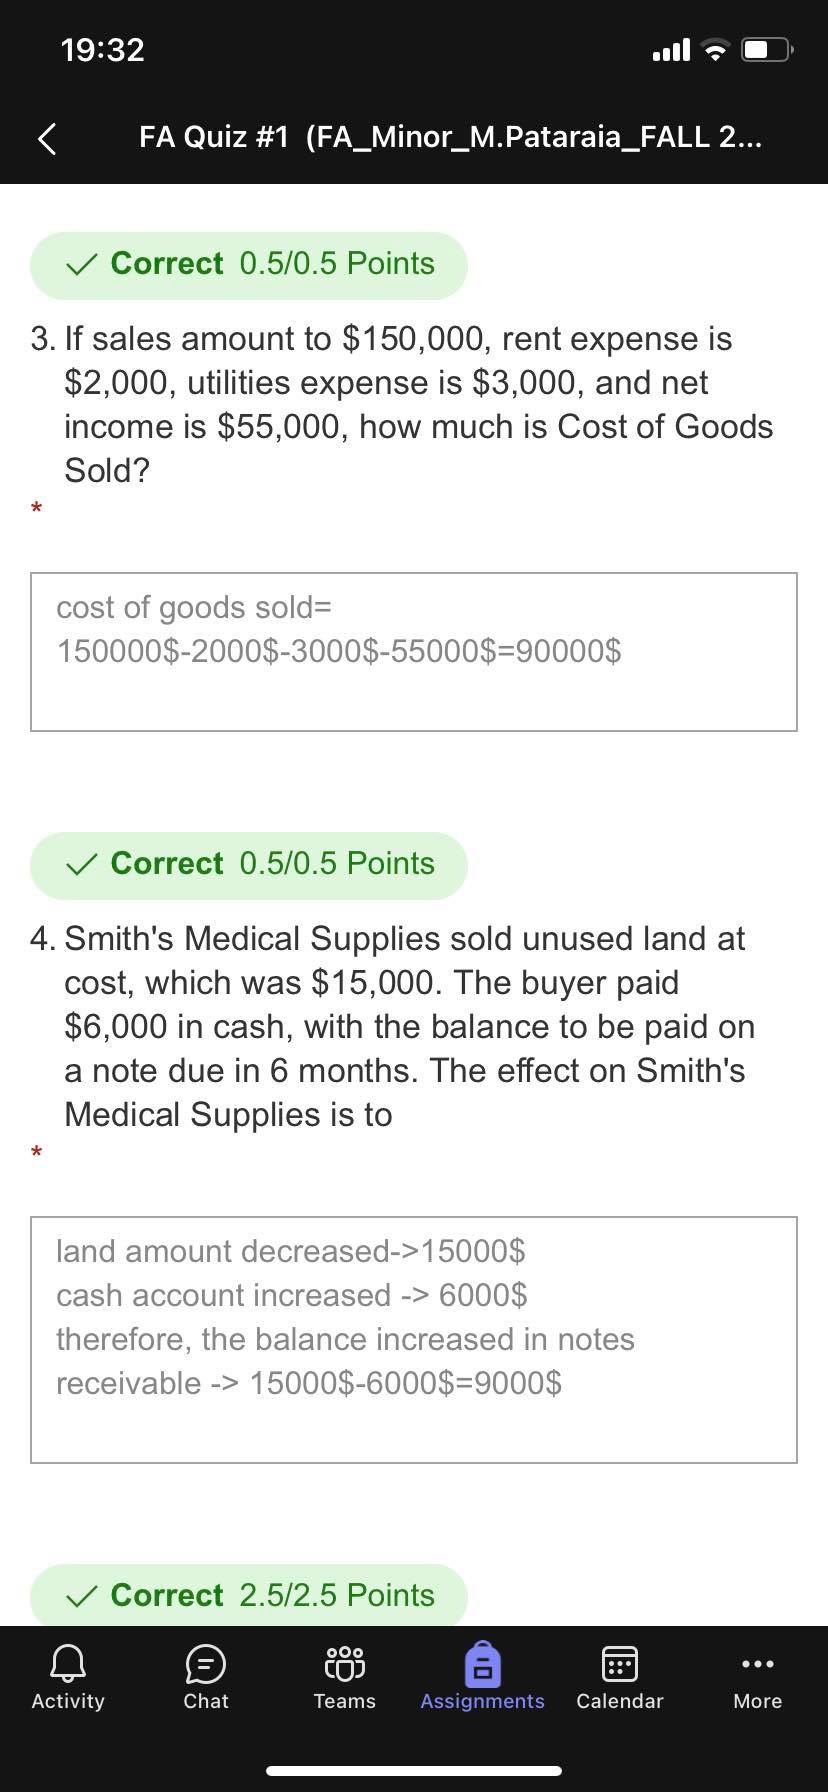 19:32
FA Quiz #1 (FA_Minor_M.Pataraia_FALL 2...
Correct 0.5/0.5 Points
3. If sales amount to $150,000, rent expense is
$2,000, utilities expense is $3,000, and net
income is $55,000, how much is Cost of Goods
Sold?
*
cost of goods sold=
150000$-2000$-3000$-55000$=90000$
Correct 0.5/0.5 Points
4. Smith's Medical Supplies sold unused land at
cost, which was $15,000. The buyer paid
$6,000 in cash, with the balance to be paid on
a note due in 6 months. The effect on Smith's
Medical Supplies is to
*
land amount decreased->15000$
cash account increased -> 6000$
therefore, the balance increased in notes
receivable -> 15000$-6000$=9000$
Correct 2.5/2.5 Points
Activity Chat Teams Assignments Calendar More